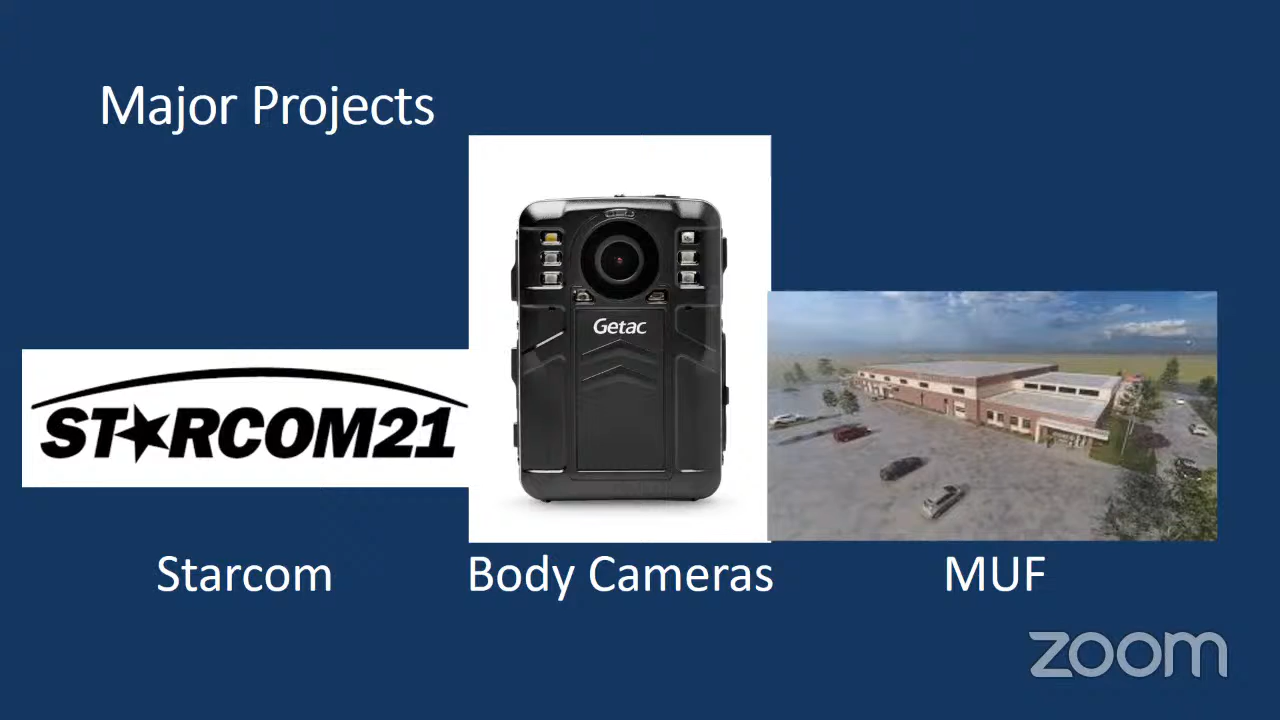 Major Projects
Getac
STARCOM21
Starcom
Body Cameras
MUF
zoom